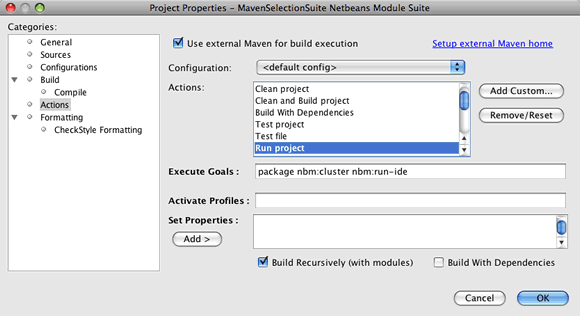 Project Properties – MavenSelectionSuite Netbeans Module Suite
Categories:
General
Sources
Configurations
Build
Compile
Actions
Formatting
CheckStyle Formatting
Use external Maven for build execution
Setup external Maven home
Configuration:
<default config>
Actions:
Clean project
Clean and Build project
Build With Dependencies
Test project
Test file
Run project
Add Custom...
Remove/Reset
Execute Goals:
package nbm:cluster nbm:run-ide
Activate Profiles :
Set Properties :
Add >
Build Recursively (with modules)
Build With Dependencies
Cancel
OK